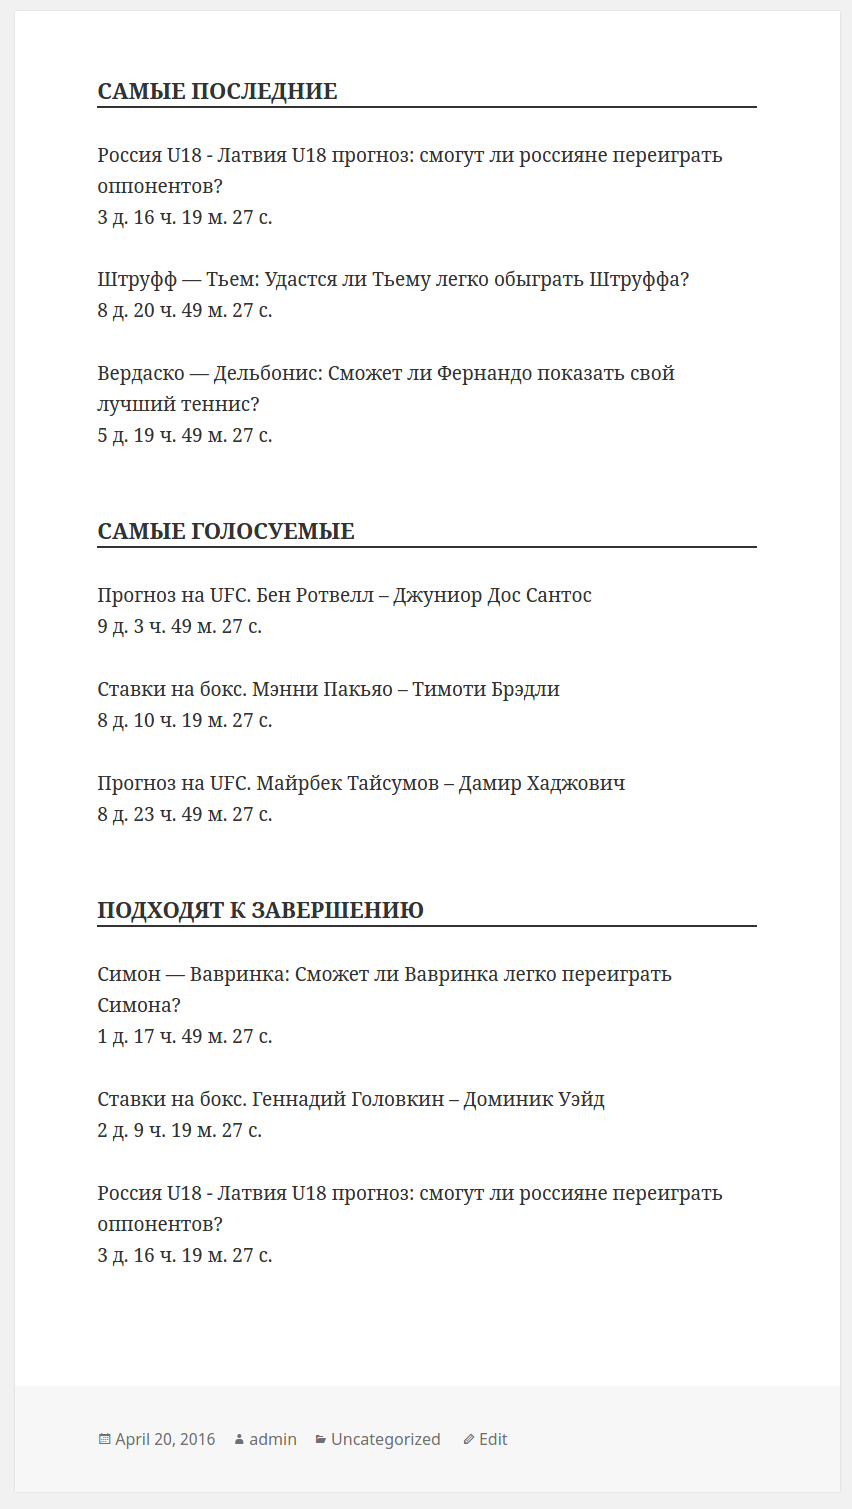 САМЫЕ ПОСЛЕДНИЕ
Россия U18 - Латвия U18 прогноз: смогут ли россияне переиграть
оппонентов?
3 д. 16 ч. 19 м. 27 с.
Штруфф — Тьем: Удастся ли Тьему легко обыграть Штруффа?
8 д. 20 ч. 49 м. 27 с.
Вердаско — Дельбонис: Сможет ли Фернандо показать свой
лучший теннис?
5 д. 19 ч. 49 м. 27 с.
САМЫЕ ГОЛОСУЕМЫЕ
Прогноз на UFC. Бен Ротвелл – Джуниор Дос Сантос
9 д. 3 ч. 49 м. 27 с.
Ставки на бокс. Мэнни Пакьяо – Тимоти Брэдли
8 д. 10 ч. 19 м. 27 с.
Прогноз на UFC. Майрбек Тайсумов – Дамир Хаджович
8 д. 23 ч. 49 м. 27 с.
ПОДХОДЯТ К ЗАВЕРШЕНИЮ
Симон — Вавринка: Сможет ли Вавринка легко переиграть
Симона?
1 д. 17 ч. 49 м. 27 с.
Ставки на бокс. Геннадий Головкин – Доминик Уэйд
2 д. 9 ч. 19 м. 27 с.
Россия U18 - Латвия U18 прогноз: смогут ли россияне переиграть
оппонентов?
3 д. 16 ч. 19 м. 27 с.
April 20, 2016 admin Uncategorized Edit